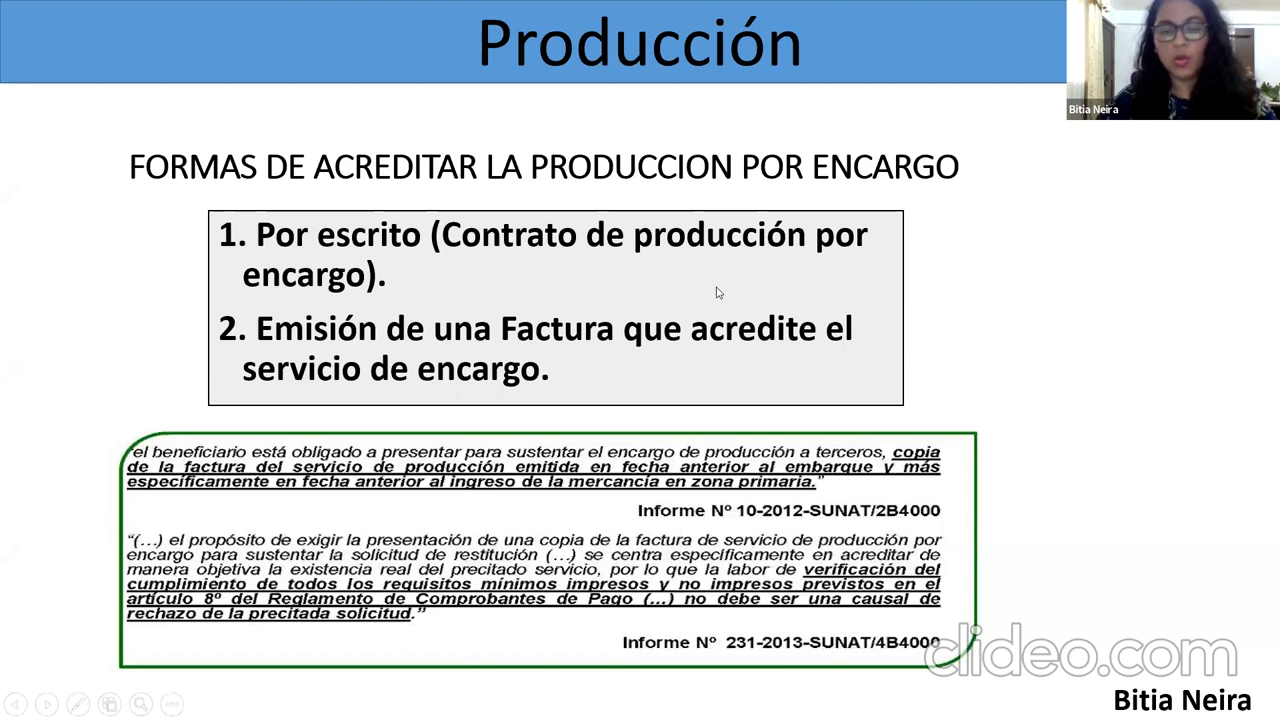 Producción
Bitia Neira
FORMAS DE ACREDITAR LA PRODUCCION POR ENCARGO
1. Por escrito (Contrato de producción por
encargo).
2. Emisión de una Factura que acredite el
servicio de encargo.
"el beneficiario está obligado a presentar para sustentar el encargo de producción a terceros, copia
de la factura del servicio de producción emitida en fecha anterior al embarque y más
específicamente en fecha anterior al ingreso de la mercancía en zona primaria."
Informe Nº 10-2012-SUNAT/2B4000
"(…) el propósito de exigir la presentación de una copia de la factura de servicio de producción por
encargo para sustentar la solicitud de restitución (…) se centra específicamente en acreditar de
manera objetiva la existencia real del precitado servicio, por lo que la labor de verificación del
cumplimiento de todos los requisitos mínimos impresos y no impresos previstos en el
artículo 8º del Reglamento de Comprobantes de Pago (…) no debe ser una causal de
rechazo de la precitada solicitud."
Informe Nº 231-2013-SUNAT/4B4000
clideo.com
Bitia Neira